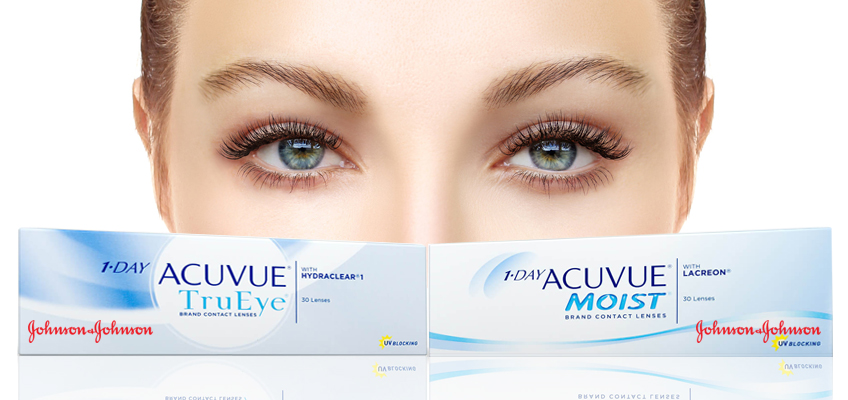 1·DAY ACUVUE®
TruEye®
BRAND CONTACT LENSES
WITH
HYDRACLEAR®1
30 Lenses
Johnson & Johnson
UV BLOCKING
1·DAY ACUVUE®
MOIST®
BRAND CONTACT LENSES
WITH
LACREON®
30 Lenses
Johnson & Johnson
UV BLOCKING